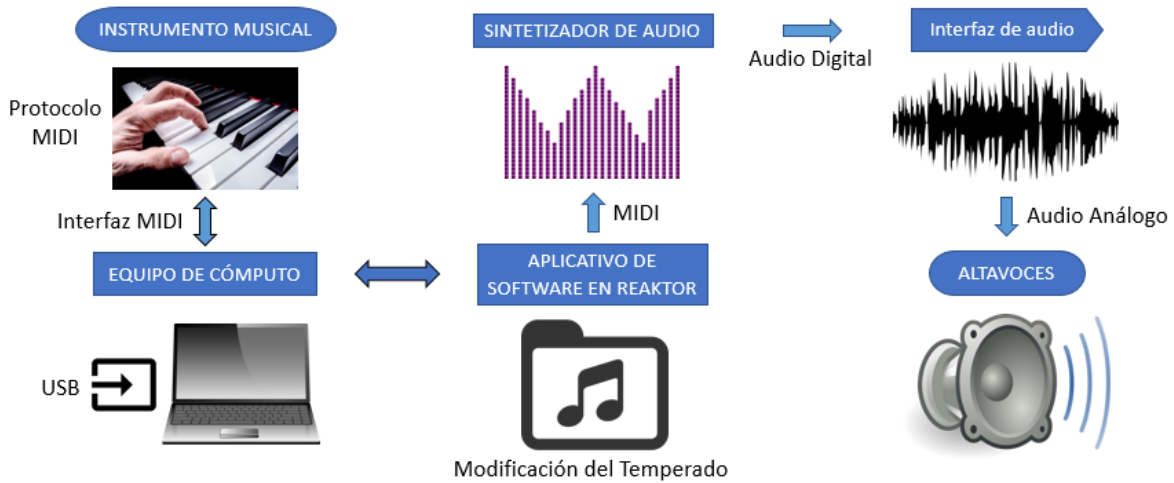 INSTRUMENTO MUSICAL
Protocolo
MIDI
Interfaz MIDI
EQUIPO DE CÓMPUTO
USB
SINTETIZADOR DE AUDIO
MIDI
APLICATIVO DE
SOFTWARE EN REAKTOR
Modificación del Temperado
Audio Digital
Interfaz de audio
Audio Análogo
ALTAVOCES